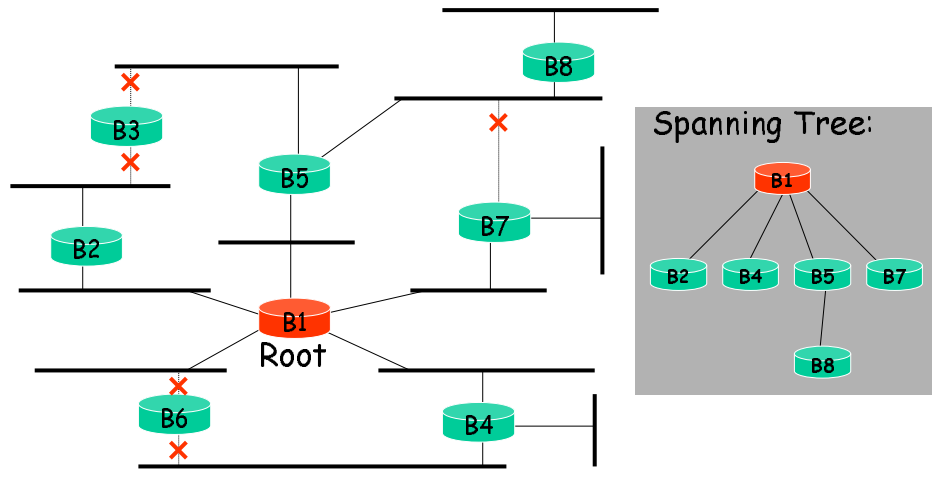 B8
B3
B5
B7
B2
B1
Root
B6
B4
Spanning Tree:
B1
B2 B4 B5 B7
B8